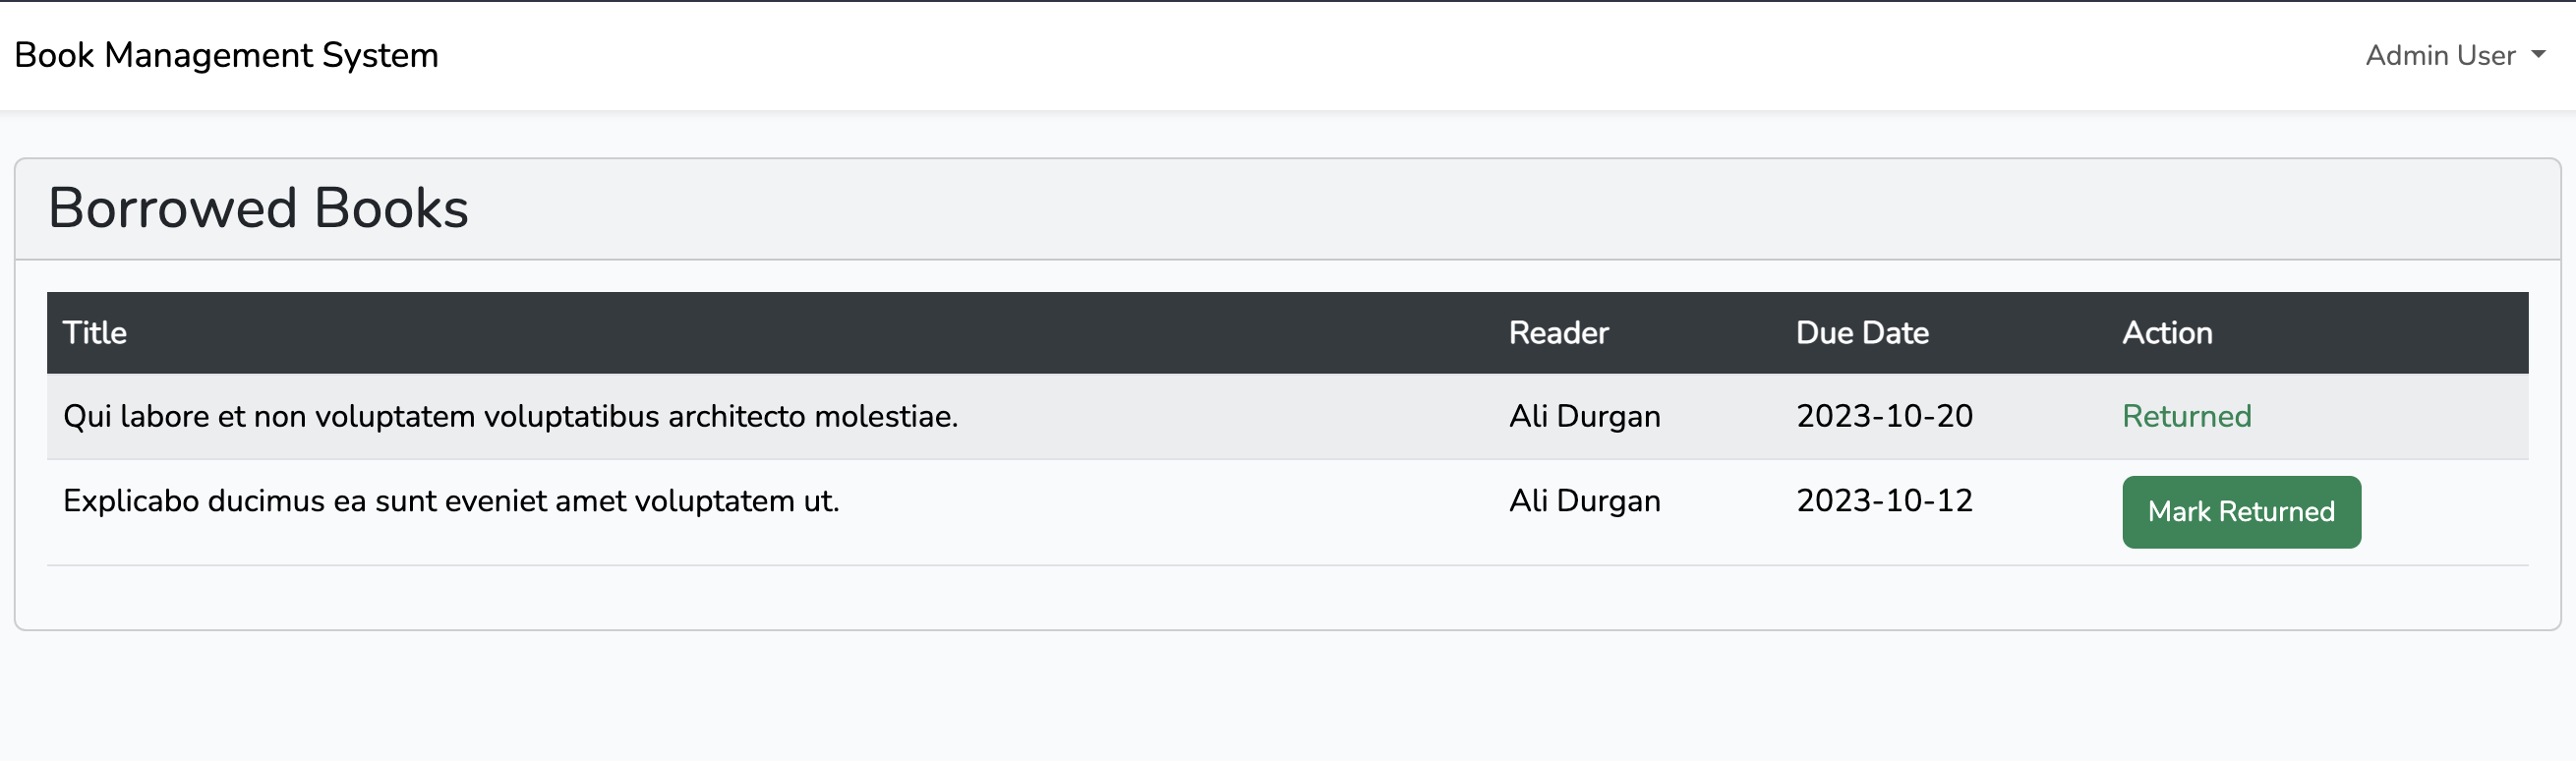 Book Management System Admin User
Borrowed Books
Title Reader Due Date Action
Qui labore et non voluptatem voluptatibus architecto molestiae. Ali Durgan 2023-10-20 Returned
Explicabo ducimus ea sunt eveniet amet voluptatem ut. Ali Durgan 2023-10-12 Mark Returned